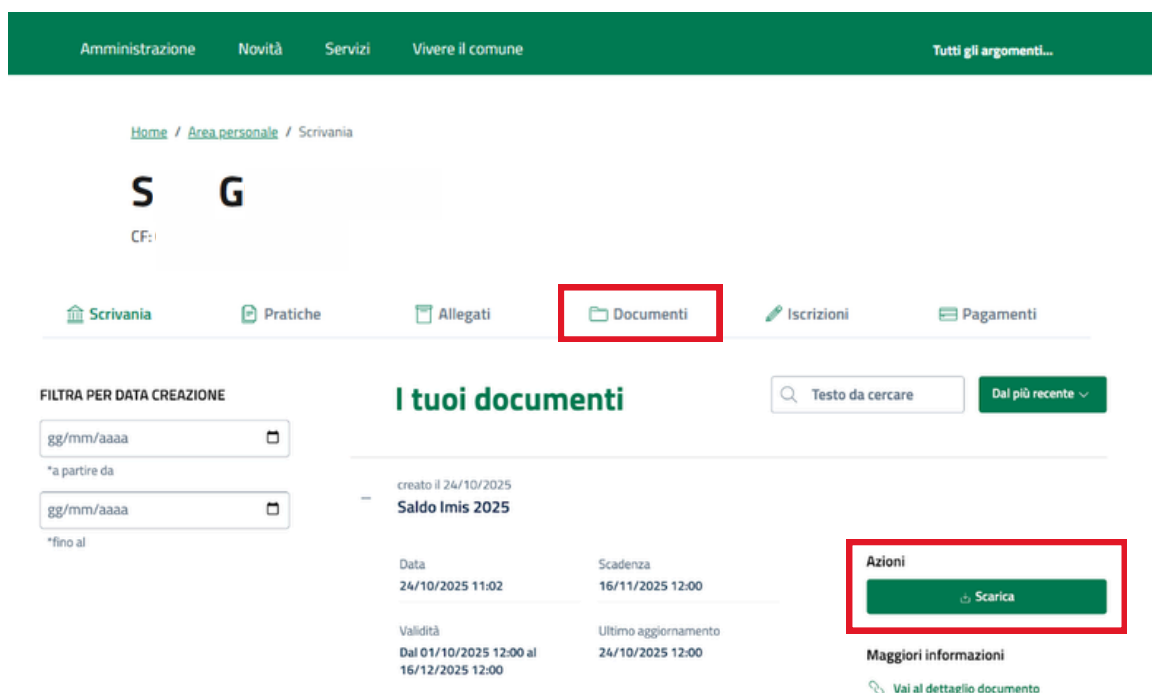 Amministrazione Novità Servizi Vivere il comune Tutti gli argomenti...
Home / Area personale / Scrivania
S G
CF:
Scrivania Pratiche Allegati Documenti Iscrizioni Pagamenti
FILTRA PER DATA CREAZIONE
gg/mm/aaaa
*a partire da
gg/mm/aaaa
*fino al
I tuoi documenti
Testo da cercare
Dal più recente
creato il 24/10/2025
Saldo Imis 2025
Data
24/10/2025 11:02
Scadenza
16/11/2025 12:00
Validità
Dal 01/10/2025 12:00 al
16/12/2025 12:00
Ultimo aggiornamento
24/10/2025 12:00
Azioni
Scarica
Maggiori informazioni
Vai al dettaglio documento